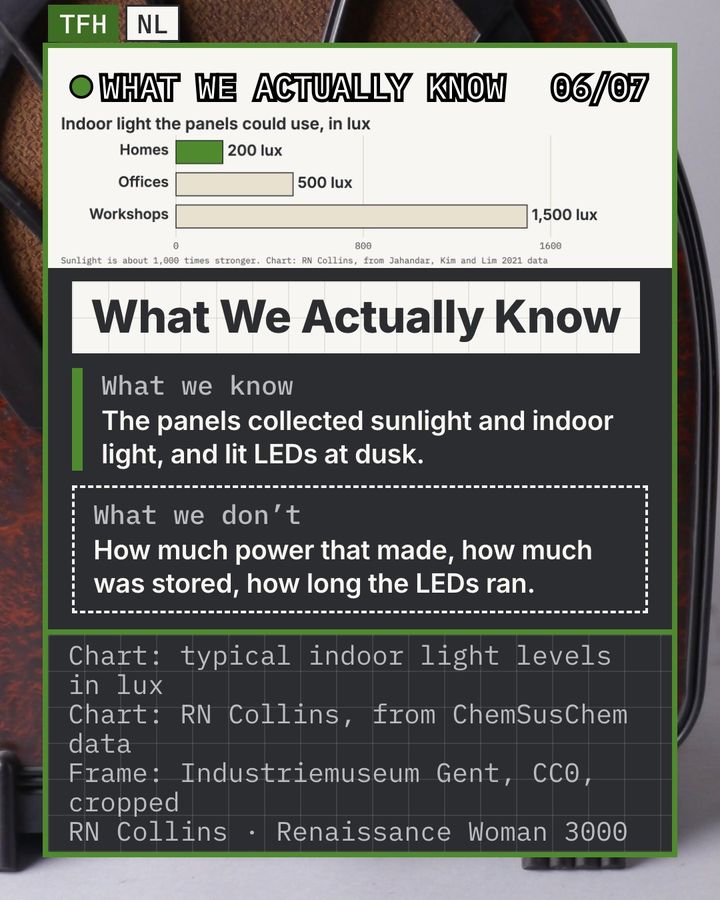 TFH NL
WHAT WE ACTUALLY KNOW 06/07
Indoor light the panels could use, in lux
Homes 200 lux
Offices 500 lux
Workshops 1,500 lux
0 800 1600
Sunlight is about 1,000 times stronger. Chart: RN Collins, from Jahandar, Kim and Lim 2021 data
What We Actually Know
What we know
The panels collected sunlight and indoor
light, and lit LEDs at dusk.
What we don’t
How much power that made, how much
was stored, how long the LEDs ran.
Chart: typical indoor light levels
in lux
Chart: RN Collins, from ChemSusChem
data
Frame: Industriemuseum Gent, CC0,
cropped
RN Collins · Renaissance Woman 3000